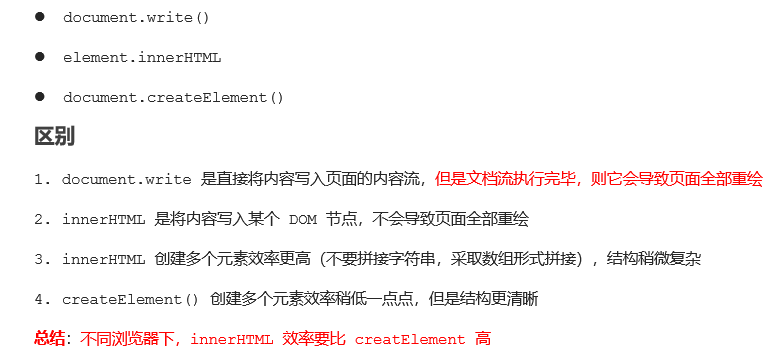 ● document.write()
● element.innerHTML
● document.createElement()
区别
1. document.write 是直接将内容写入页面的内容流，但是文档流执行完毕，则它会导致页面全部重绘
2. innerHTML 是将内容写入某个 DOM 节点，不会导致页面全部重绘
3. innerHTML 创建多个元素效率更高（不要拼接字符串，采取数组形式拼接），结构稍微复杂
4. createElement() 创建多个元素效率稍低一点点，但是结构更清晰
总结：不同浏览器下，innerHTML 效率要比 creatElement 高